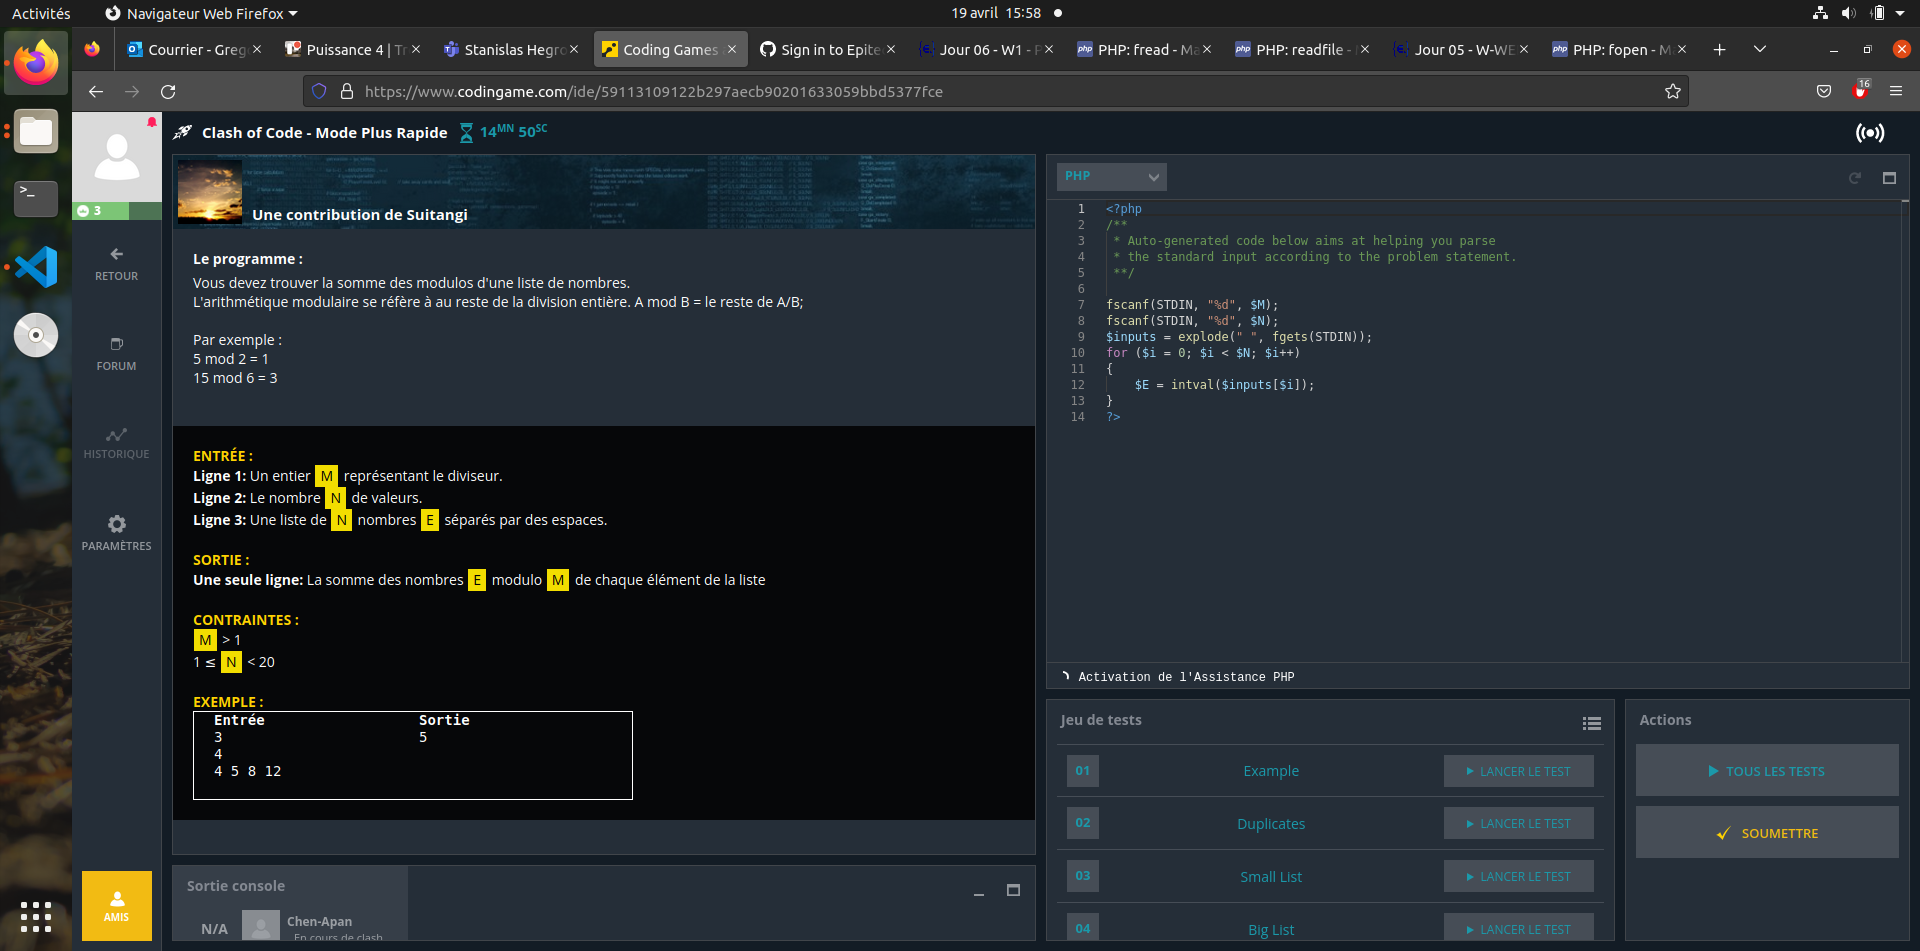 Activités
Navigateur Web Firefox
19 avril 15:58
Courrier - Greg
Puissance 4 | Tr
Stanislas Hegro
Coding Games
Sign in to Epite
Jour 06 - W1 - P
PHP: fread - Ma
PHP: readfile -
Jour 05 - W-WE
PHP: fopen - M
https://www.codingame.com/ide/59113109122b297aecb90201633059bbd5377fce
16
Clash of Code - Mode Plus Rapide
14MN 50SC
3
RETOUR
FORUM
HISTORIQUE
PARAMÈTRES
AMIS
Une contribution de Suitangi
Le programme :
Vous devez trouver la somme des modulos d'une liste de nombres.
L'arithmétique modulaire se réfère à au reste de la division entière. A mod B = le reste de A/B;
Par exemple :
5 mod 2 = 1
15 mod 6 = 3
ENTRÉE :
Ligne 1: Un entier M représentant le diviseur.
Ligne 2: Le nombre N de valeurs.
Ligne 3: Une liste de N nombres E séparés par des espaces.
SORTIE :
Une seule ligne: La somme des nombres E modulo M de chaque élément de la liste
CONTRAINTES :
M > 1
1 ≤ N < 20
EXEMPLE :
Entrée Sortie
3 5
4
4 5 8 12
Sortie console
N/A
Chen-Apan
En cours de clash
PHP
1 <?php
2 /**
3 * Auto-generated code below aims at helping you parse
4 * the standard input according to the problem statement.
5 **/
6
7 fscanf(STDIN, "%d", $M);
8 fscanf(STDIN, "%d", $N);
9 $inputs = explode(" ", fgets(STDIN));
10 for ($i = 0; $i < $N; $i++)
11 {
12 $E = intval($inputs[$i]);
13 }
14 ?>
Activation de l'Assistance PHP
Jeu de tests
01 Example LANCER LE TEST
02 Duplicates LANCER LE TEST
03 Small List LANCER LE TEST
04 Big List LANCER LE TEST
Actions
TOUS LES TESTS
SOUMETTRE